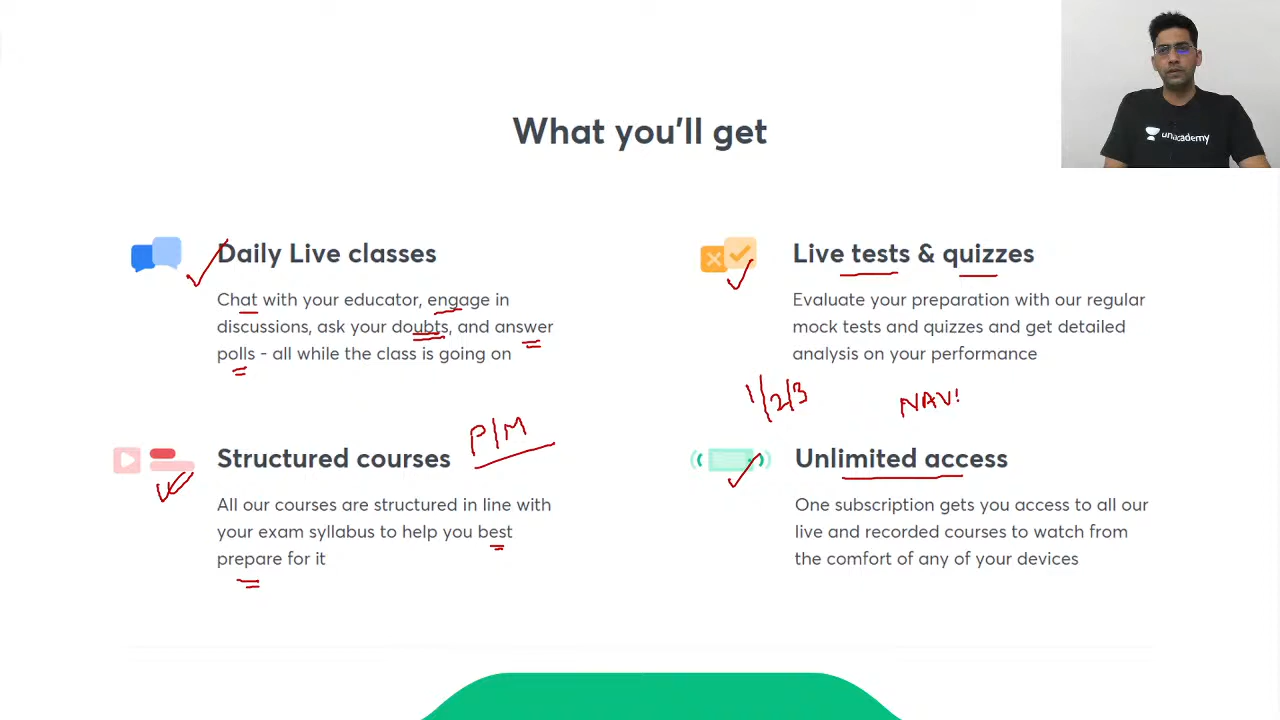 What you'll get
unacademy
Daily Live classes
Chat with your educator, engage in
discussions, ask your doubts, and answer
polls - all while the class is going on
Live tests & quizzes
Evaluate your preparation with our regular
mock tests and quizzes and get detailed
analysis on your performance
1/2/3
NAV!
P/M
Structured courses
All our courses are structured in line with
your exam syllabus to help you best
prepare for it
Unlimited access
One subscription gets you access to all our
live and recorded courses to watch from
the comfort of any of your devices